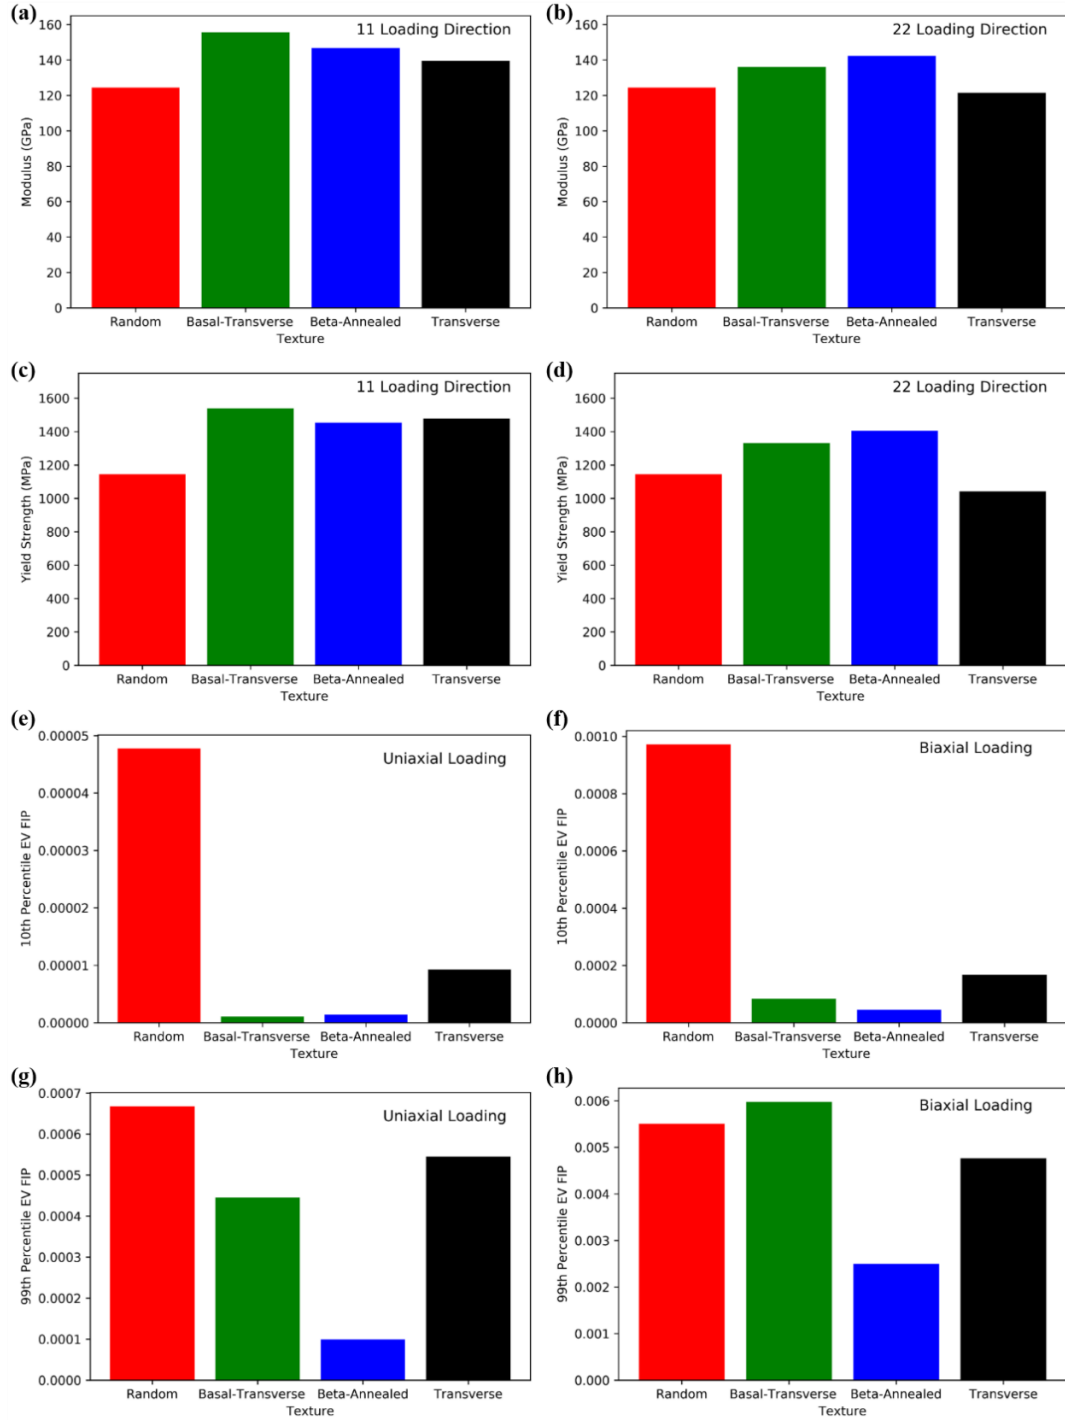 (a)
11 Loading Direction
160
140
120
100
80
60
40
20
0
Modulus (GPa)
Random Basal-Transverse Beta-Annealed Transverse
Texture
(b)
22 Loading Direction
160
140
120
100
80
60
40
20
0
Modulus (GPa)
Random Basal-Transverse Beta-Annealed Transverse
Texture
(c)
11 Loading Direction
1600
1400
1200
1000
800
600
400
200
0
Yield Strength (MPa)
Random Basal-Transverse Beta-Annealed Transverse
Texture
(d)
22 Loading Direction
1600
1400
1200
1000
800
600
400
200
0
Yield Strength (MPa)
Random Basal-Transverse Beta-Annealed Transverse
Texture
(e)
Uniaxial Loading
0.00005
0.00004
0.00003
0.00002
0.00001
0.00000
10th Percentile EV FIP
Random Basal-Transverse Beta-Annealed Transverse
Texture
(f)
Biaxial Loading
0.0010
0.0008
0.0006
0.0004
0.0002
0.0000
10th Percentile EV FIP
Random Basal-Transverse Beta-Annealed Transverse
Texture
(g)
Uniaxial Loading
0.0007
0.0006
0.0005
0.0004
0.0003
0.0002
0.0001
0.0000
99th Percentile EV FIP
Random Basal-Transverse Beta-Annealed Transverse
Texture
(h)
Biaxial Loading
0.006
0.005
0.004
0.003
0.002
0.001
0.000
99th Percentile EV FIP
Random Basal-Transverse Beta-Annealed Transverse
Texture